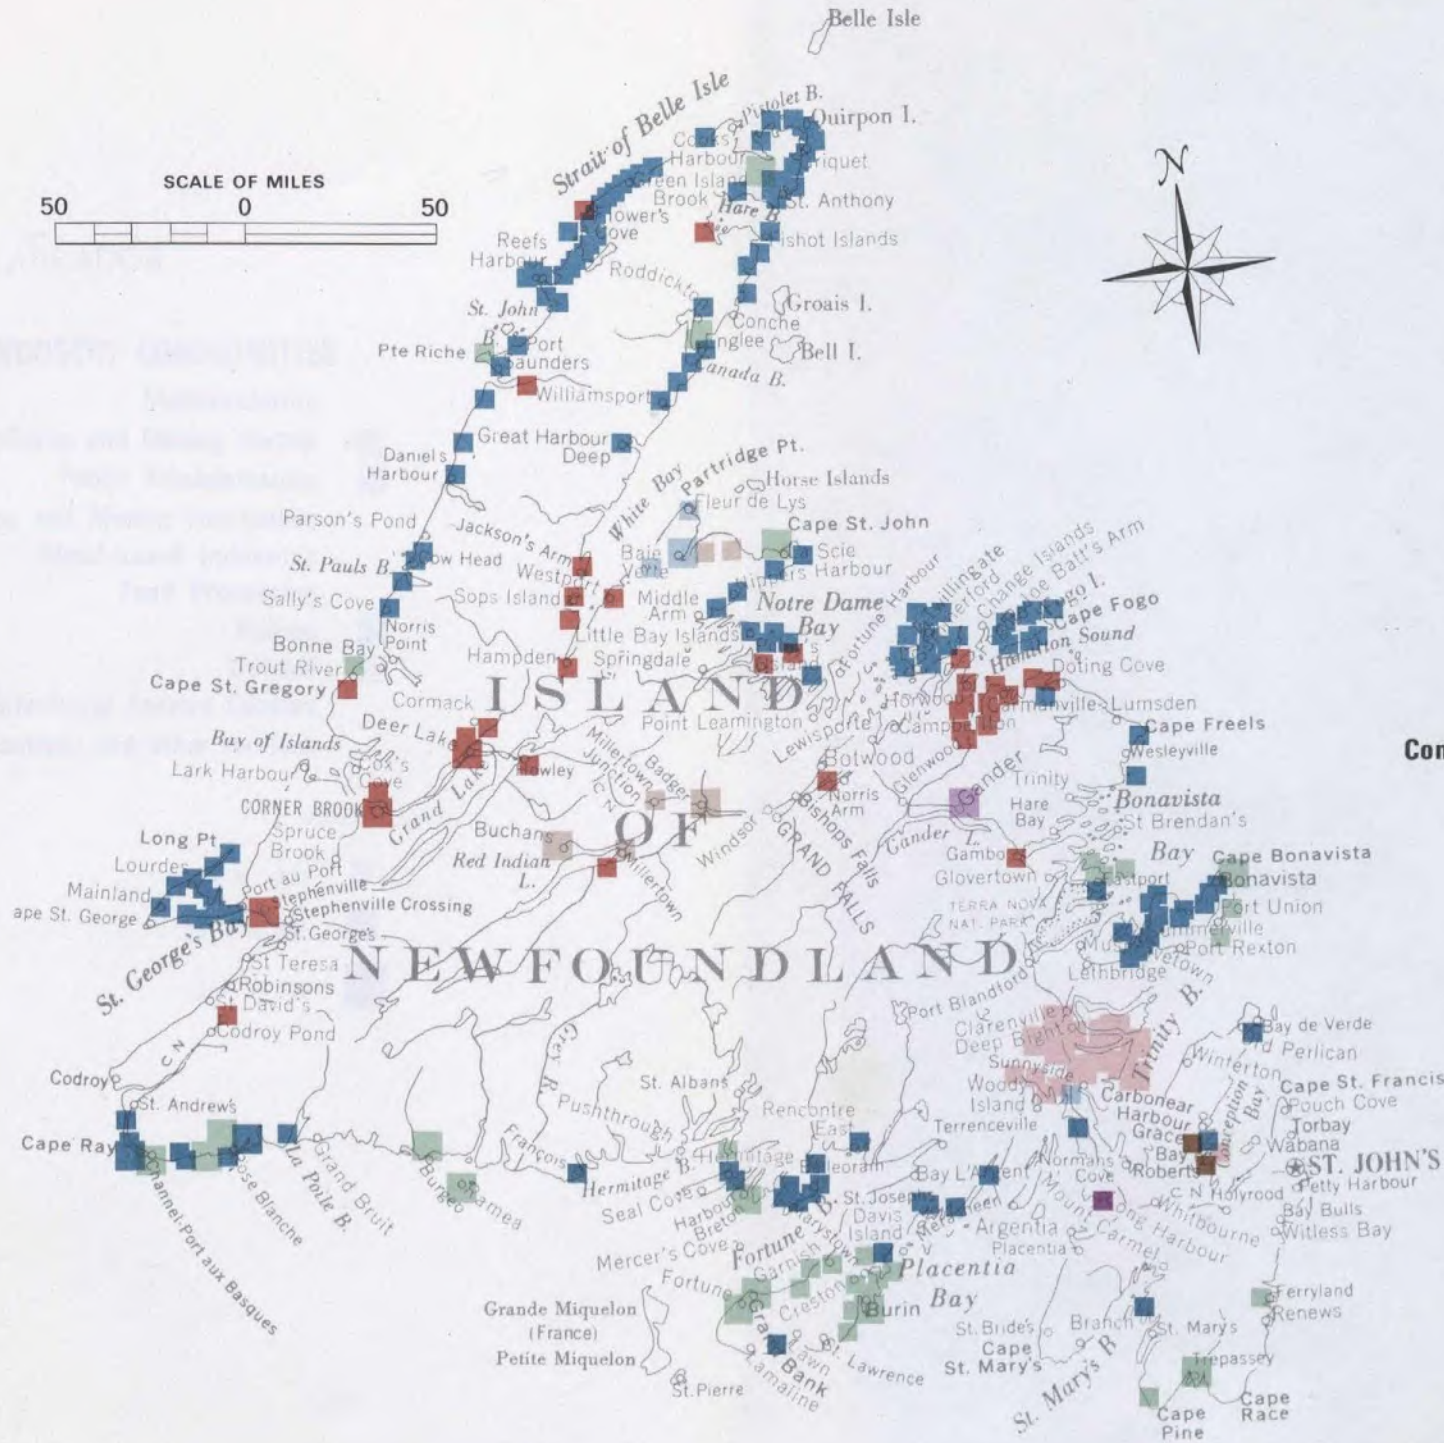 Belle Isle
Strait of Belle Isle
Pistolet B.
Quirpon I.
Cooks
Harbour
Green Island
Brook
Griquet
St. Anthony
Hare B.
SCALE OF MILES
50 0 50
N
Flower's
Cove
Reefs
Harbour
Fishot Islands
Roddickton
St. John
B.
Groais I.
Conche
Englee
Bell I.
Canada B.
Pte Riche
Port
Saunders
Williamsport
Great Harbour
Deep
Daniel's
Harbour
White Bay
Partridge Pt.
Horse Islands
Fleur de Lys
Cape St. John
Parson's Pond
Jackson's Arm
Baie
Verte
La Scie
Cow Head
St. Pauls B.
Westport
Nippers Harbour
Sally's Cove
Sops Island
Middle
Arm
Notre Dame
Bay
Fortune Harbour
Twillingate
Change Islands
Joe Batt's Arm
Fogo I.
Cape Fogo
Hamilton Sound
Norris
Point
Bonne Bay
Trout River
Little Bay Islands
Hampden
Springdale
Island
Doting Cove
Cape St. Gregory
Cormack
ISLAND
Horwood
Carmanville
Lumsden
Point Leamington
Lewisporte
Campbellton
Cape Freels
Deer Lake
Bay of Islands
Lark Harbour
Cox's
Cove
Howley
Millertown
Junction
Badger
Botwood
Glenwood
Wesleyville
Com
CORNER BROOK
Grand Lake
C N
Norris
Arm
Gander
Trinity
Hare
Bay
Bonavista
Bay
St Brendan's
Spruce
Brook
Buchans
OF
Windsor
GRAND FALLS
Bishops Falls
Gander L.
Long Pt
Lourdes
Mainland
Port au Port
Stephenville
Red Indian
L.
Millertown
Gambo
Glovertown
Eastport
Cape Bonavista
Bonavista
ape St. George
Stephenville Crossing
TERRA NOVA
NAT. PARK
Port Union
Summerville
St. George's Bay
St.George's
Port Rexton
NEWFOUNDLAND
Lethbridge
St Teresa
Robinsons
St. David's
Codroy Pond
Port Blandford
Clarenville
Deep Bight
Trinity B.
Bay de Verde
Old Perlican
C N
Grey R.
Sunnyside
Winterton
Codroy
St. Albans
Woody
Island
Cape St. Francis
St. Andrew's
Pushthrough
Rencontre
East
Terrenceville
Carbonear
Harbour
Grace
Conception
Bay
Pouch Cove
Torbay
Wabana
Cape Ray
François
Hermitage
Belleoram
Bay L'Argent
Normans
Cove
Bay
Roberts
ST. JOHN'S
Petty Harbour
Channel-Port aux Basques
Rose Blanche
La Poile B.
Grand Bruit
Burgeo
Ramea
Hermitage B.
Seal Cove
Harbour
Breton
St. Joseph's
Davis
Island
Merasheen
Mount Carmel
Long Harbour
Whitbourne
C N
Holyrood
Bay Bulls
Witless Bay
Argentia
Placentia
Mercer's Cove
Fortune B.
Marystown
Garnish
Fortune
Creston
Placentia
Bay
Grande Miquelon
(France)
Petite Miquelon
Grand Bank
Burin
St. Bride's
Branch
Ferryland
Renews
St. Mary's
Cape
St. Mary's
St. Mary's B
Lawn
St. Lawrence
Lamaline
St. Pierre
Trepassey
Cape
Pine
Cape
Race